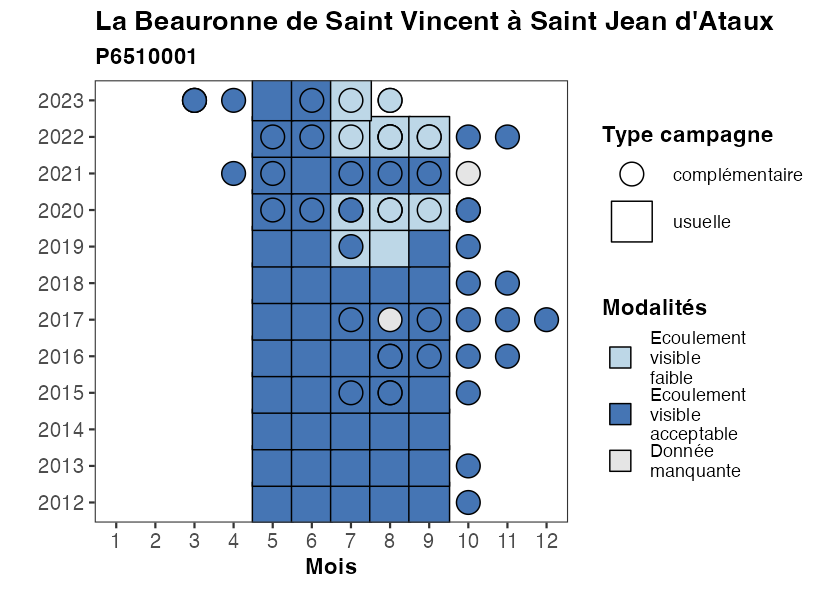 La Beauronne de Saint Vincent à Saint Jean d'Ataux
P6510001
2023
2022
2021
2020
2019
2018
2017
2016
2015
2014
2013
2012
1 2 3 4 5 6 7 8 9 10 11 12
Mois
Type campagne
complémentaire
usuelle
Modalités
Ecoulement
visible
faible
Ecoulement
visible
acceptable
Donnée
manquante